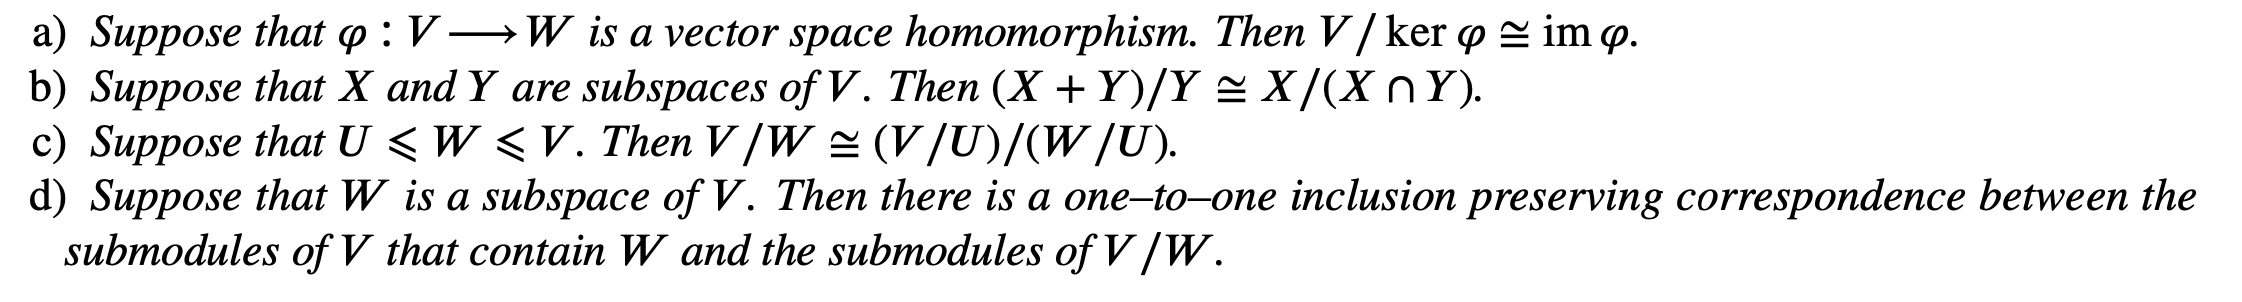 a) Suppose that φ : V ⟶ W is a vector space homomorphism. Then V / ker φ ≅ im φ.
b) Suppose that X and Y are subspaces of V. Then (X + Y)/Y ≅ X/(X ∩ Y).
c) Suppose that U ⩽ W ⩽ V. Then V/W ≅ (V/U)/(W/U).
d) Suppose that W is a subspace of V. Then there is a one–to–one inclusion preserving correspondence between the
submodules of V that contain W and the submodules of V/W.